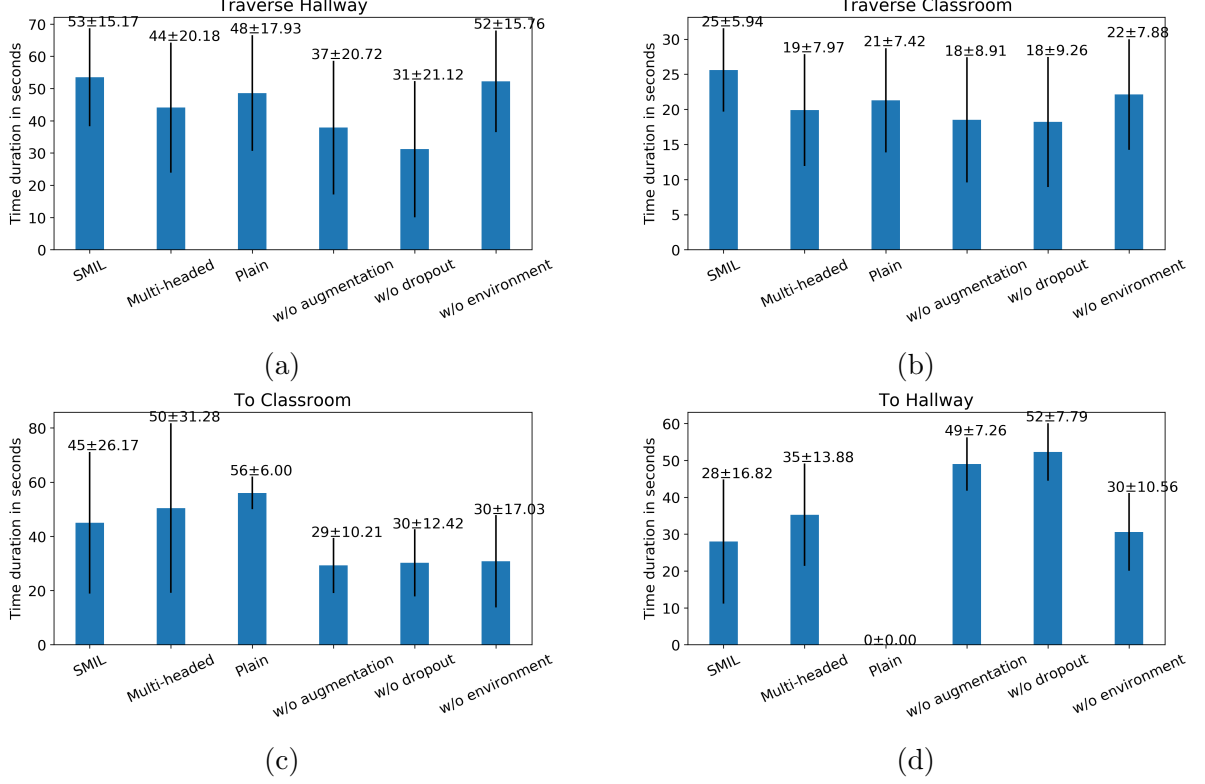 Traverse Hallway
Time duration in seconds
70
60
50
40
30
20
10
0
53±15.17
44±20.18
48±17.93
37±20.72
31±21.12
52±15.76
SMIL
Multi-headed
Plain
w/o augmentation
w/o dropout
w/o environment
(a)
Traverse Classroom
Time duration in seconds
30
25
20
15
10
5
0
25±5.94
19±7.97
21±7.42
18±8.91
18±9.26
22±7.88
SMIL
Multi-headed
Plain
w/o augmentation
w/o dropout
w/o environment
(b)
To Classroom
Time duration in seconds
80
60
40
20
0
45±26.17
50±31.28
56±6.00
29±10.21
30±12.42
30±17.03
SMIL
Multi-headed
Plain
w/o augmentation
w/o dropout
w/o environment
(c)
To Hallway
Time duration in seconds
60
50
40
30
20
10
0
28±16.82
35±13.88
0±0.00
49±7.26
52±7.79
30±10.56
SMIL
Multi-headed
Plain
w/o augmentation
w/o dropout
w/o environment
(d)